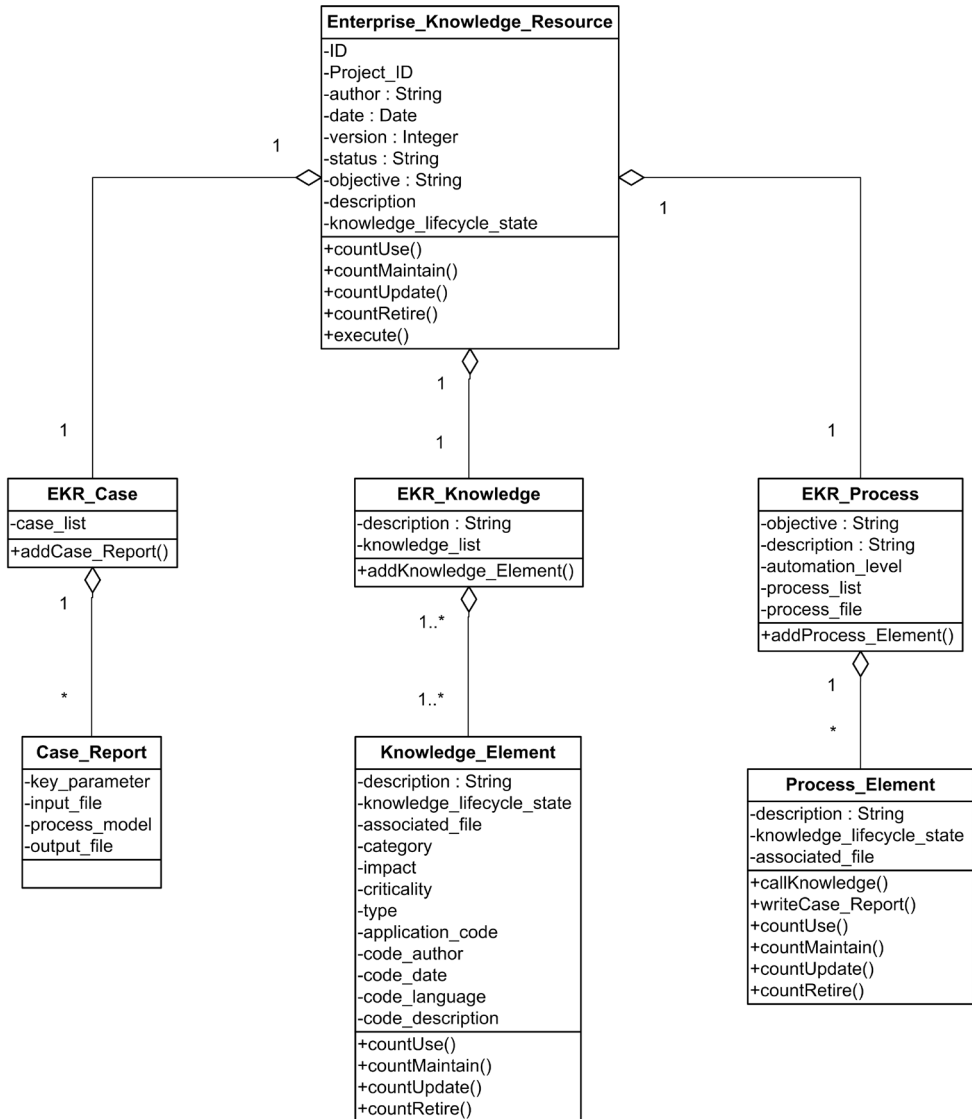 Enterprise_Knowledge_Resource
-ID
-Project_ID
-author : String
-date : Date
-version : Integer
-status : String
-objective : String
-description
-knowledge_lifecycle_state
+countUse()
+countMaintain()
+countUpdate()
+countRetire()
+execute()
1
1
1
1
1
1
EKR_Case
-case_list
+addCase_Report()
1
*
Case_Report
-key_parameter
-input_file
-process_model
-output_file
EKR_Knowledge
-description : String
-knowledge_list
+addKnowledge_Element()
1..*
1..*
Knowledge_Element
-description : String
-knowledge_lifecycle_state
-associated_file
-category
-impact
-criticality
-type
-application_code
-code_author
-code_date
-code_language
-code_description
+countUse()
+countMaintain()
+countUpdate()
+countRetire()
EKR_Process
-objective : String
-description : String
-automation_level
-process_list
-process_file
+addProcess_Element()
1
*
Process_Element
-description : String
-knowledge_lifecycle_state
-associated_file
+callKnowledge()
+writeCase_Report()
+countUse()
+countMaintain()
+countUpdate()
+countRetire()